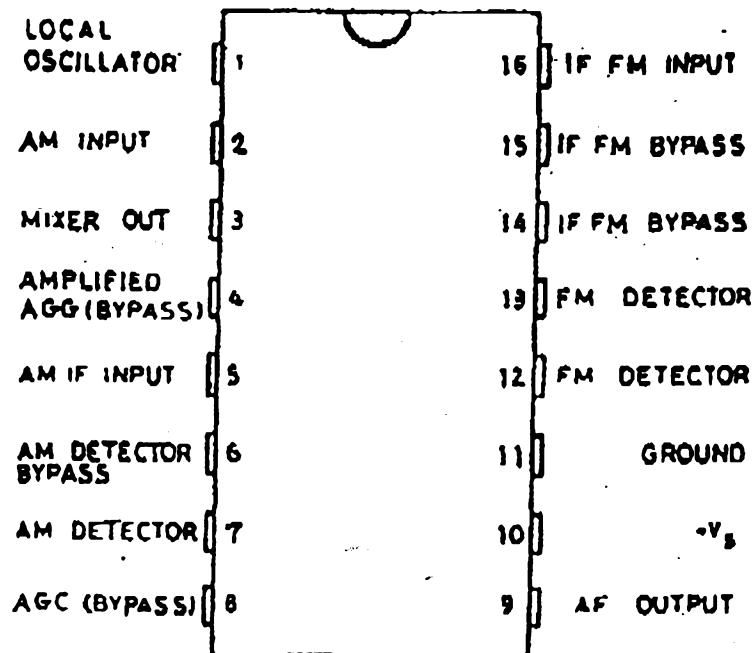 LOCAL
OSCILLATOR 1
AM INPUT 2
MIXER OUT 3
AMPLIFIED
AGG (BYPASS) 4
AM IF INPUT 5
AM DETECTOR 6
BYPASS
AM DETECTOR 7
AGC (BYPASS) 8
16 IF FM INPUT
15 IF FM BYPASS
14 IF FM BYPASS
13 FM DETECTOR
12 FM DETECTOR
11 GROUND
10 +Vs
9 AF OUTPUT